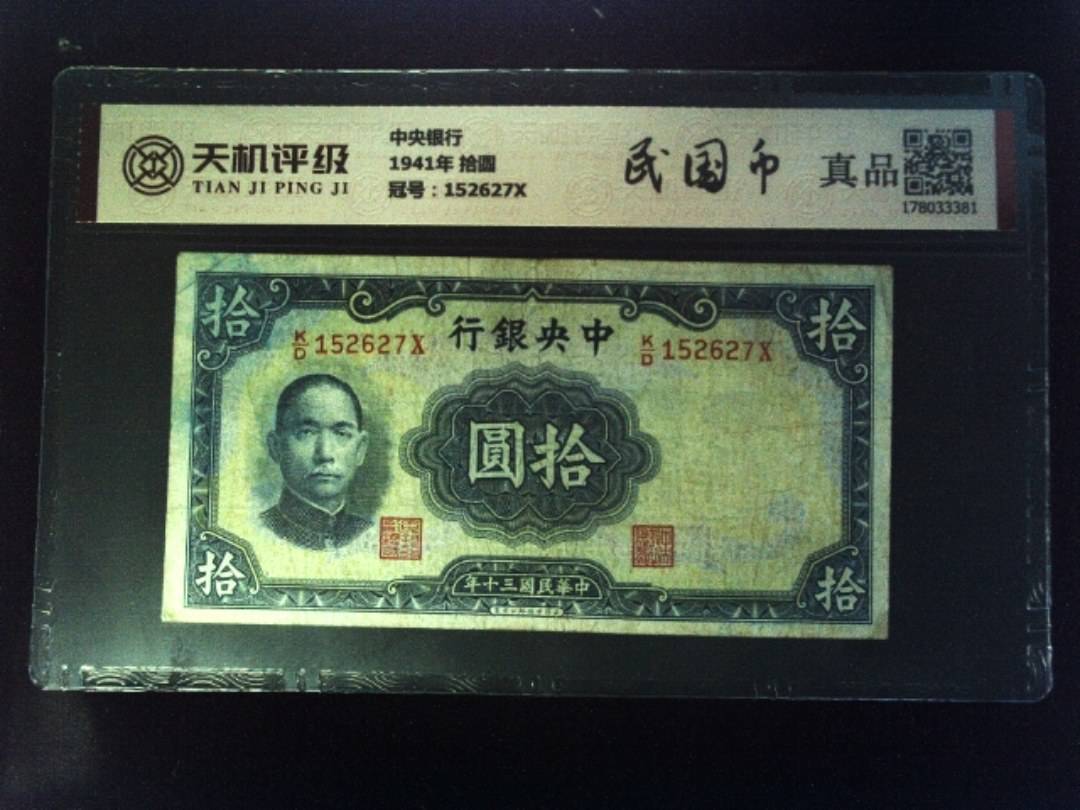 天机评级
TIAN JI PING JI
中央银行
1941年 拾圆
冠号：152627X
民国币
真品
178033381
拾
拾
行銀央中
K/D 152627X
K/D 152627X
圓拾
拾
拾
年十三國民華中